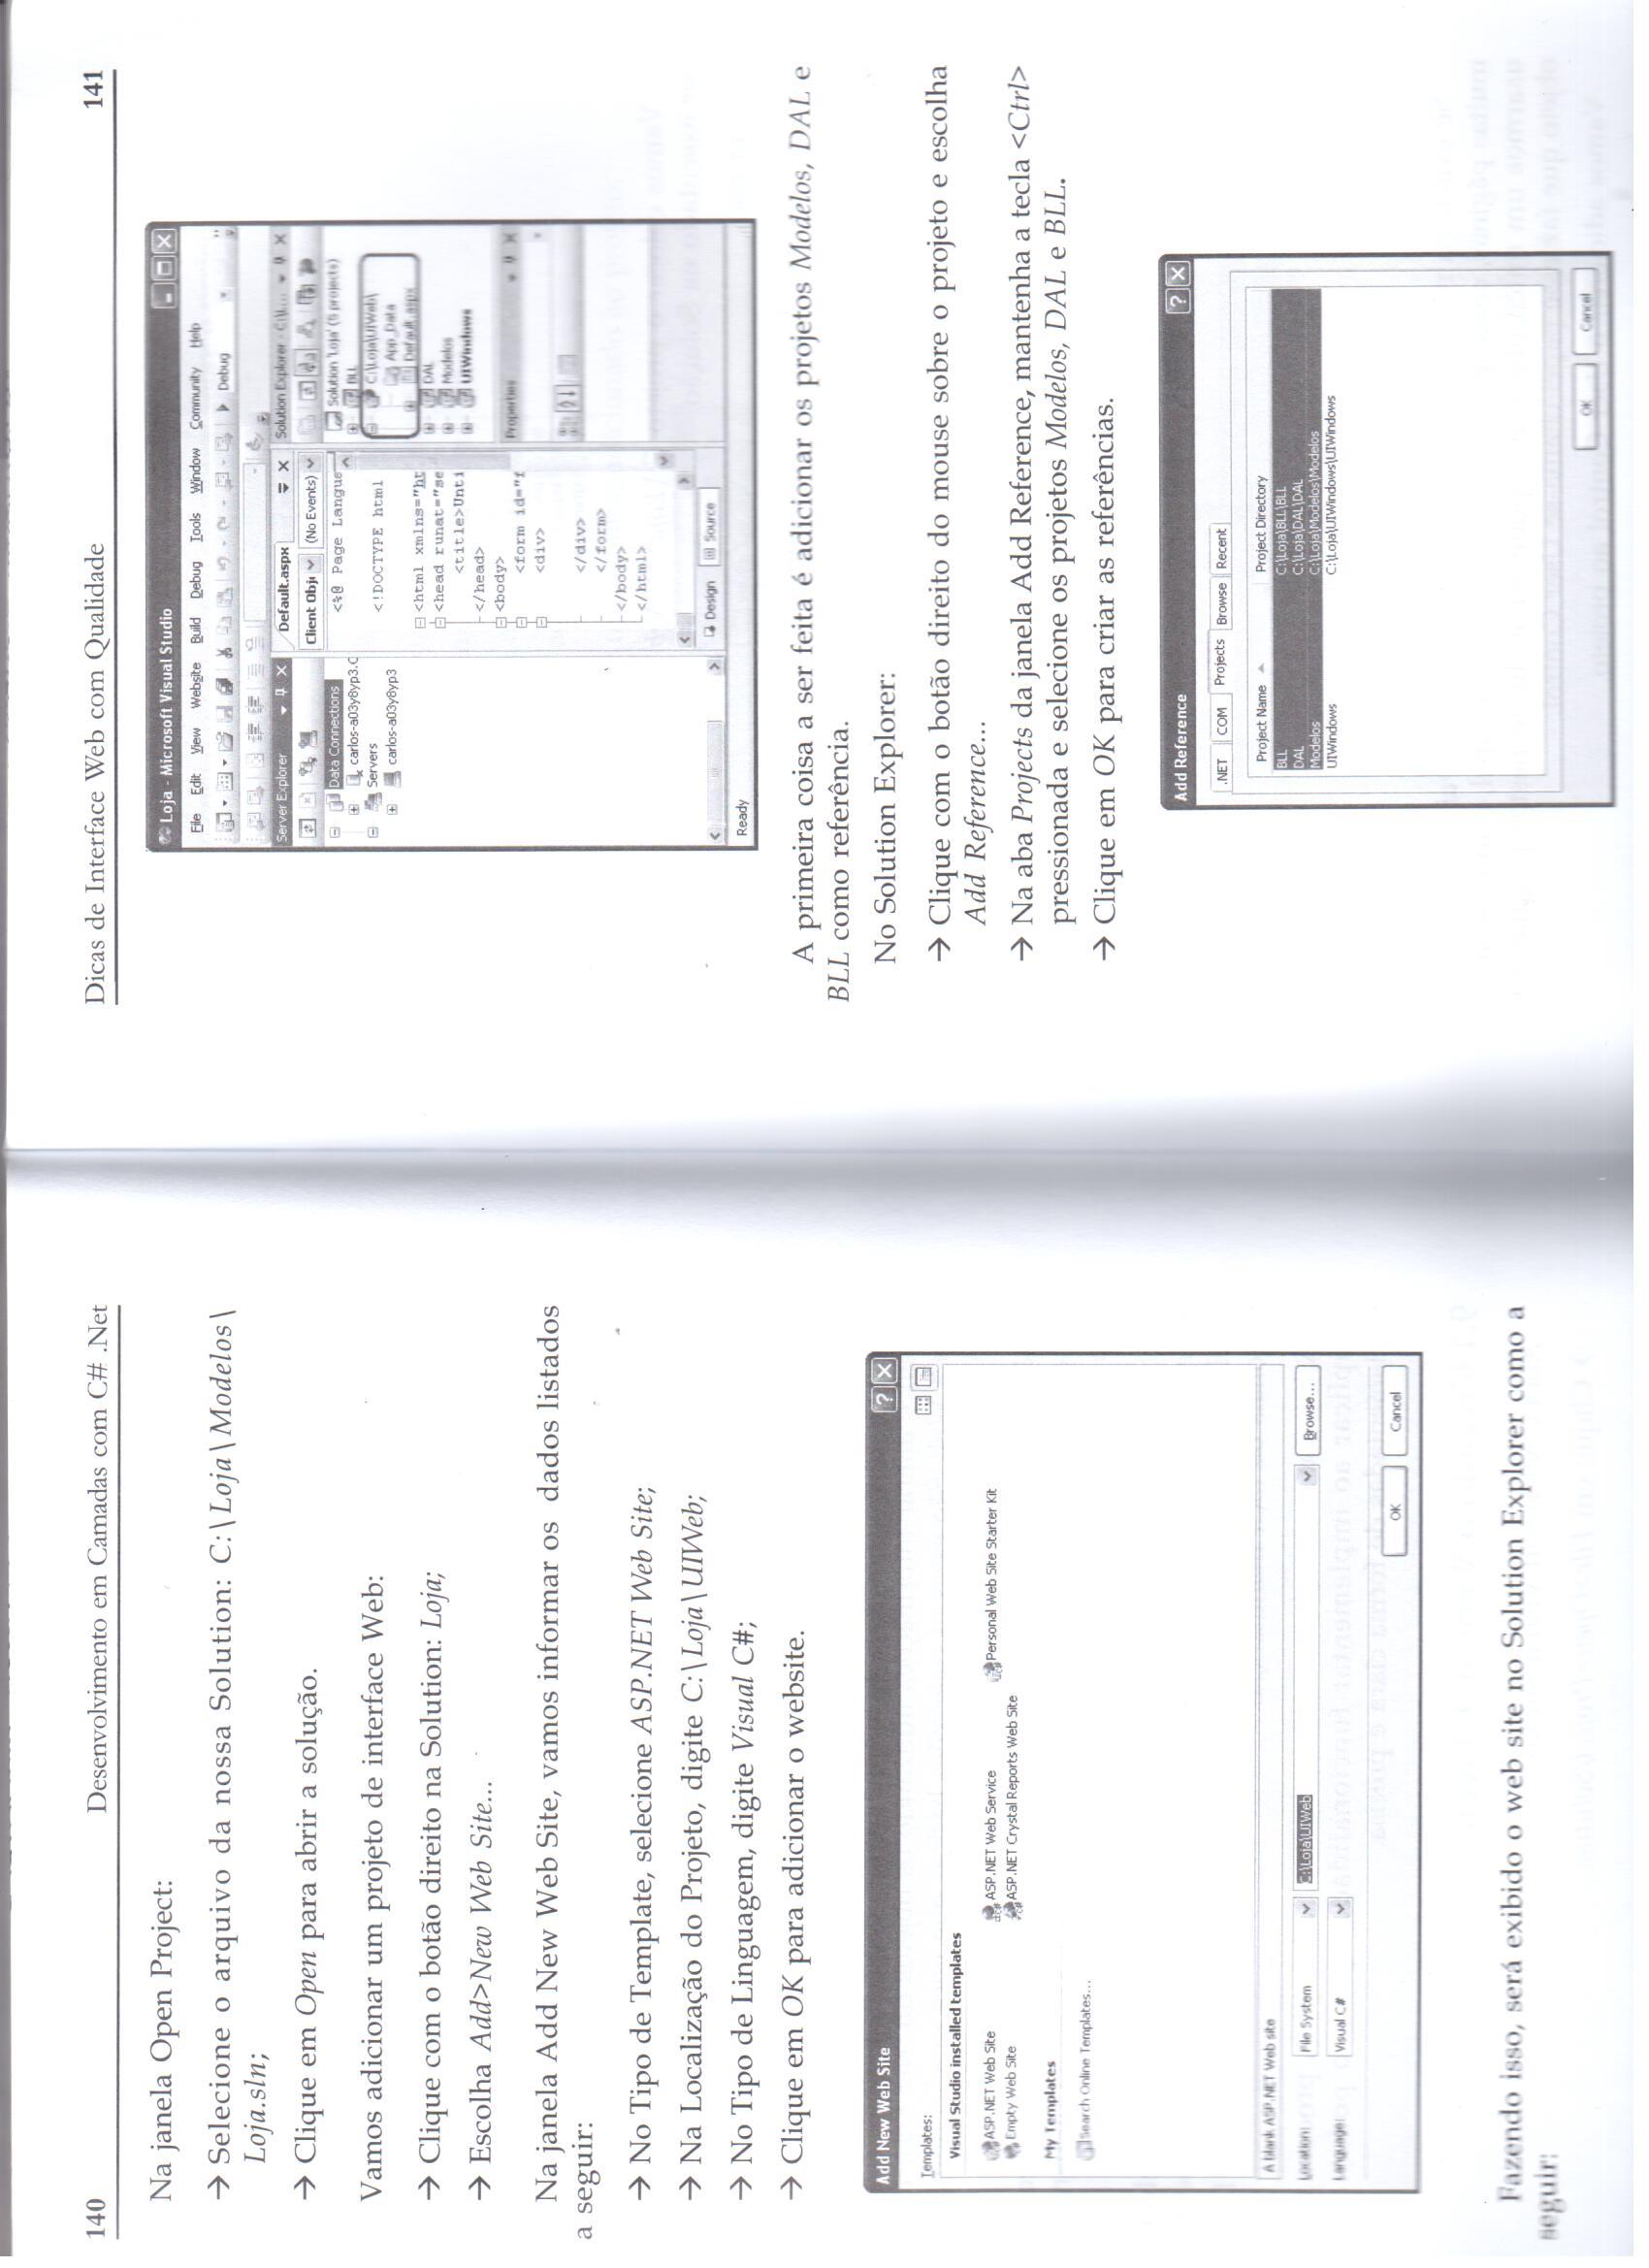 140
Desenvolvimento em Camadas com C# .Net
Na janela Open Project:
→ Selecione o arquivo da nossa Solution: C:\Loja\Modelos\
Loja.sln;
→ Clique em Open para abrir a solução.
Vamos adicionar um projeto de interface Web:
→ Clique com o botão direito na Solution: Loja;
→ Escolha Add>New Web Site...
Na janela Add New Web Site, vamos informar os dados listados
a seguir:
→ No Tipo de Template, selecione ASP.NET Web Site;
→ Na Localização do Projeto, digite C:\Loja\UIWeb;
→ No Tipo de Linguagem, digite Visual C#;
→ Clique em OK para adicionar o website.
Add New Web Site
Templates:
Visual Studio installed templates
ASP.NET Web Site ASP.NET Web Service Personal Web Site Starter Kit
Empty Web Site ASP.NET Crystal Reports Web Site
My Templates
Search Online Templates...
A blank ASP.NET Web site
Location: File System C:\Loja\UIWeb Browse...
Language: Visual C#
OK Cancel
Fazendo isso, será exibido o web site no Solution Explorer como a
seguir:
Dicas de Interface Web com Qualidade
141
Loja - Microsoft Visual Studio
File Edit View Website Build Debug Tools Window Community Help
Debug
Server Explorer
Data Connections
carlos-a03y8yp3.C
Servers
carlos-a03y8yp3
Default.aspx
Client Obje (No Events)
<%@ Page Langua
<!DOCTYPE html
<html xmlns="ht
<head runat="se
<title>Unti
</head>
<body>
<form id="f
<div>
</div>
</form>
</body>
</html>
Design Source
Solution Explorer - C:\L...
Solution 'Loja' (5 projects)
BLL
C:\Loja\UIWeb\
App_Data
Default.aspx
DAL
Modelos
UIWindows
Properties
Ready
A primeira coisa a ser feita é adicionar os projetos Modelos, DAL e
BLL como referência.
No Solution Explorer:
→ Clique com o botão direito do mouse sobre o projeto e escolha
Add Reference...
→ Na aba Projects da janela Add Reference, mantenha a tecla <Ctrl>
pressionada e selecione os projetos Modelos, DAL e BLL.
→ Clique em OK para criar as referências.
Add Reference
.NET COM Projects Browse Recent
Project Name Project Directory
BLL C:\Loja\BLL\BLL
DAL C:\Loja\DAL\DAL
Modelos C:\Loja\Modelos\Modelos
UIWindows C:\Loja\UIWindows\UIWindows
OK Cancel